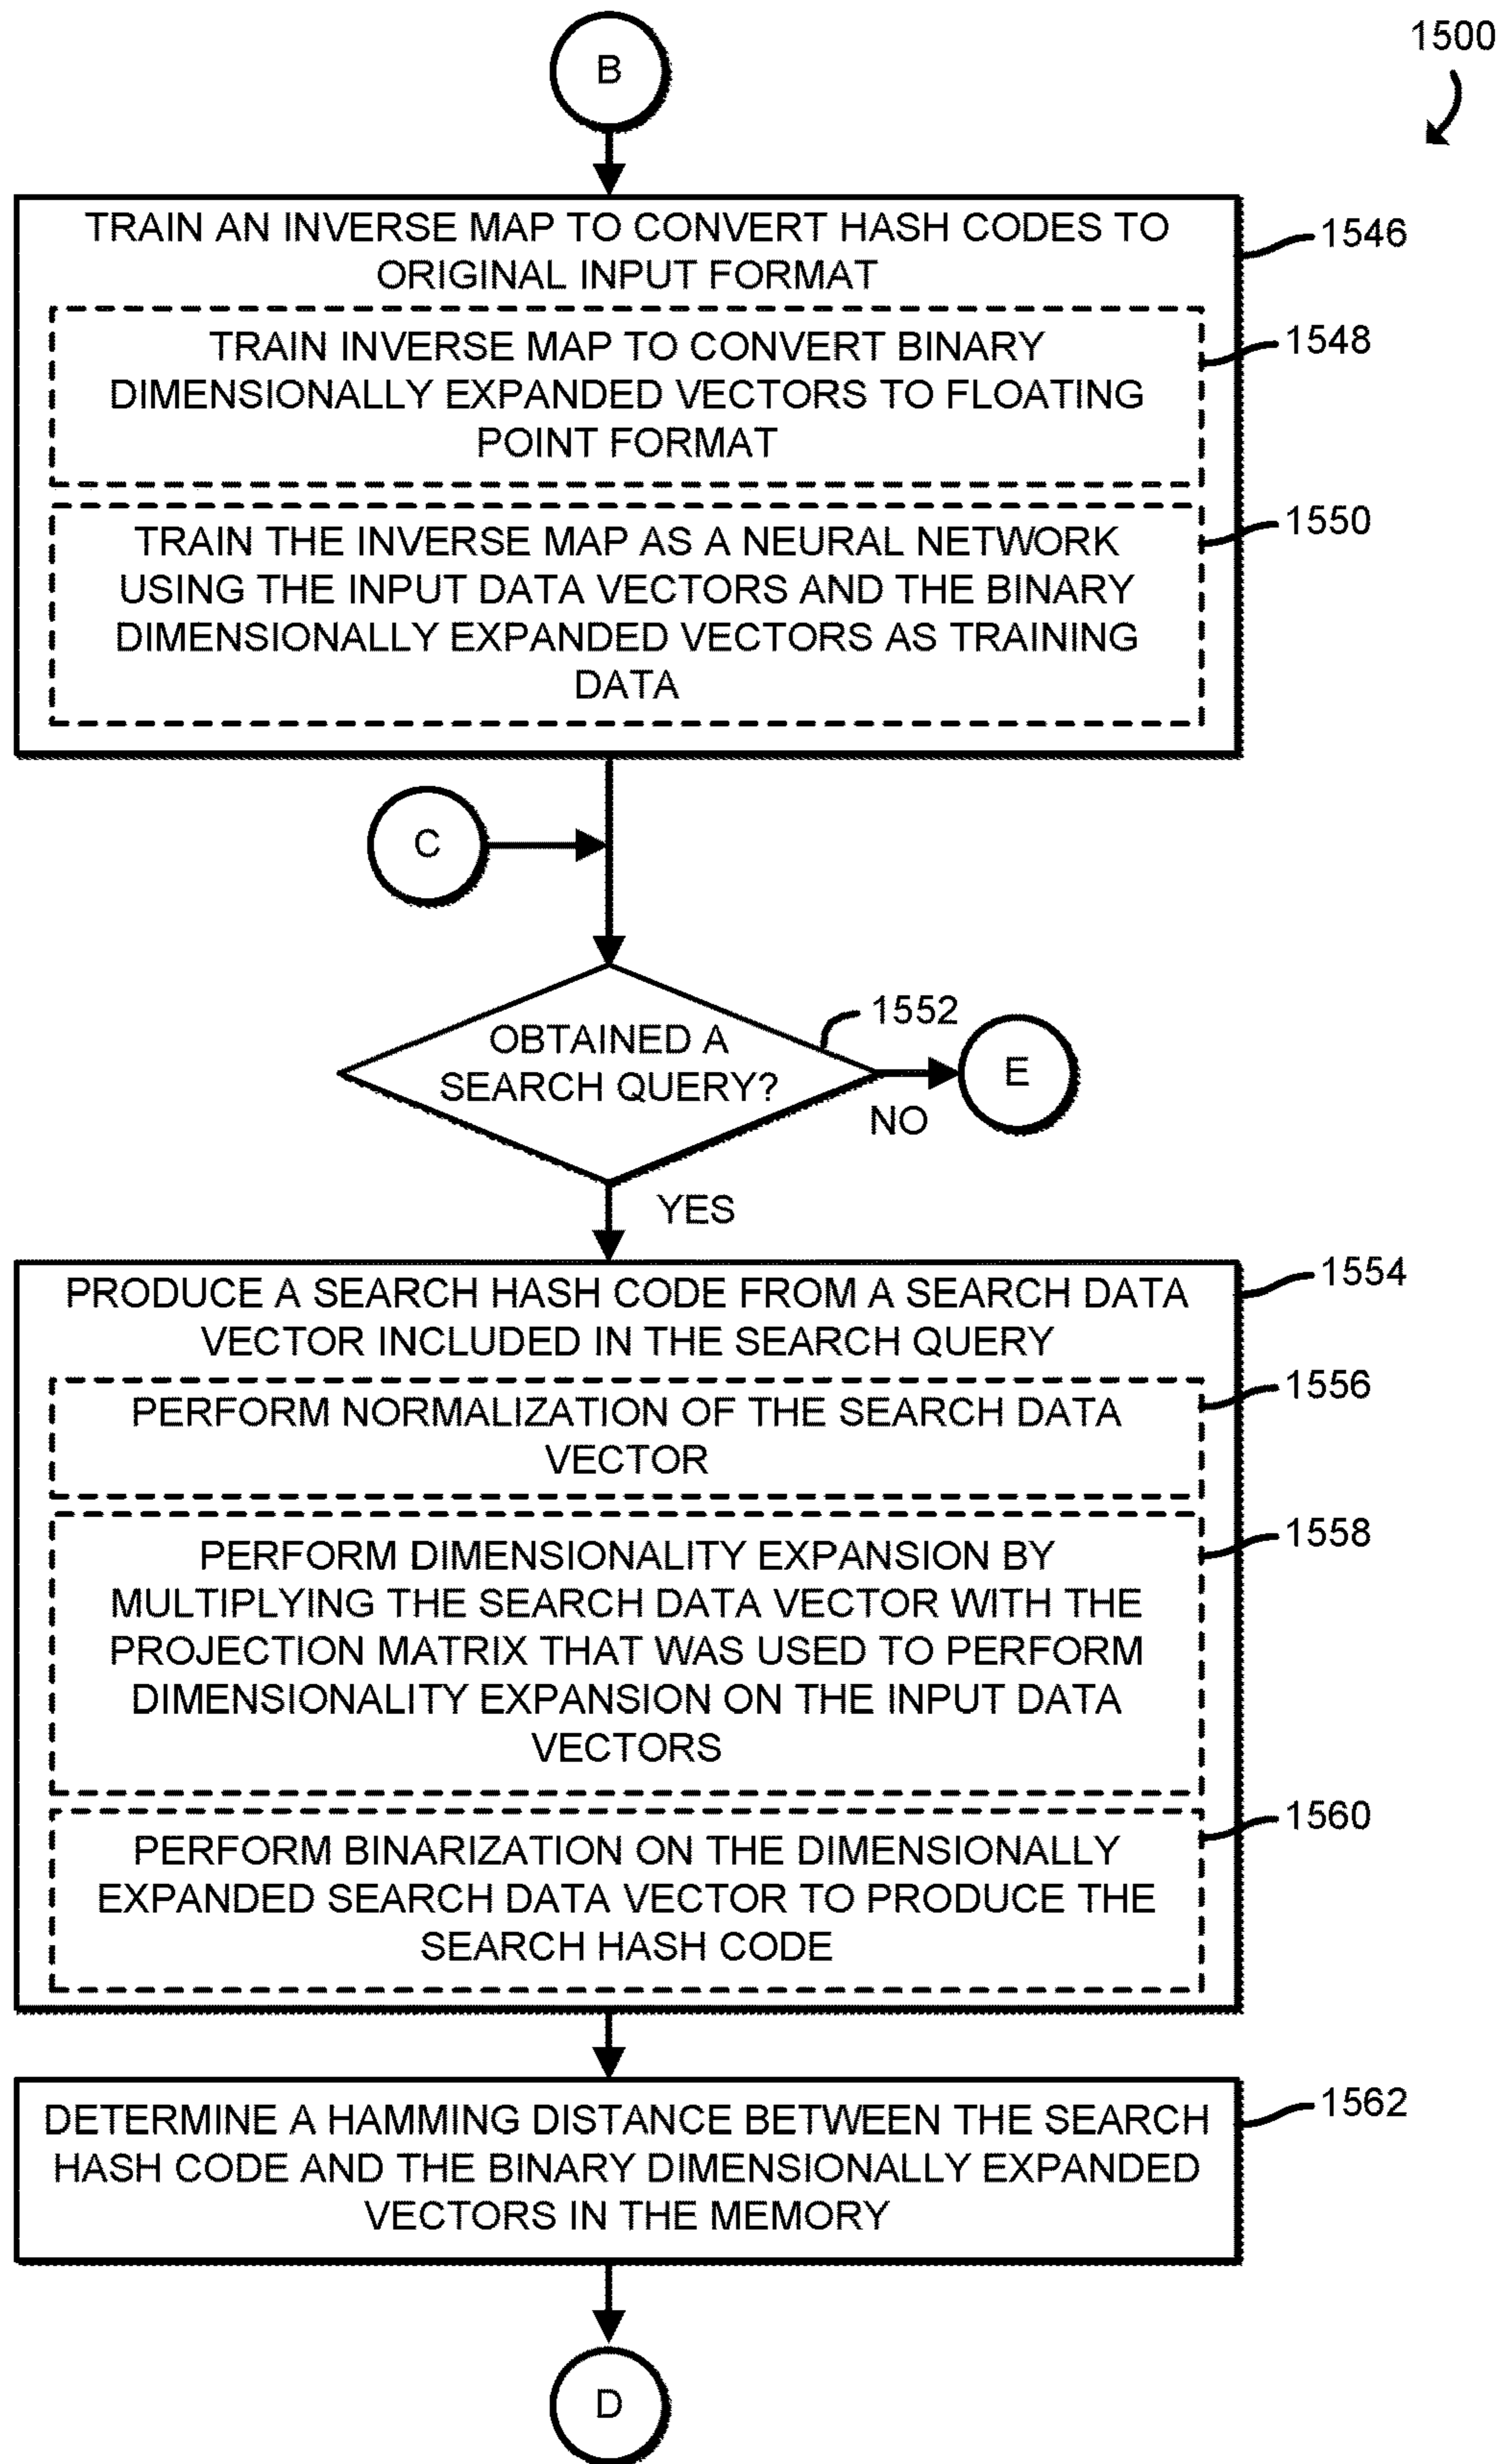 B
1500
TRAIN AN INVERSE MAP TO CONVERT HASH CODES TO
ORIGINAL INPUT FORMAT
1546
TRAIN INVERSE MAP TO CONVERT BINARY
DIMENSIONALLY EXPANDED VECTORS TO FLOATING
POINT FORMAT
1548
TRAIN THE INVERSE MAP AS A NEURAL NETWORK
USING THE INPUT DATA VECTORS AND THE BINARY
DIMENSIONALLY EXPANDED VECTORS AS TRAINING
DATA
1550
C
OBTAINED A
SEARCH QUERY?
1552
E
NO
YES
PRODUCE A SEARCH HASH CODE FROM A SEARCH DATA
VECTOR INCLUDED IN THE SEARCH QUERY
1554
PERFORM NORMALIZATION OF THE SEARCH DATA
VECTOR
1556
PERFORM DIMENSIONALITY EXPANSION BY
MULTIPLYING THE SEARCH DATA VECTOR WITH THE
PROJECTION MATRIX THAT WAS USED TO PERFORM
DIMENSIONALITY EXPANSION ON THE INPUT DATA
VECTORS
1558
PERFORM BINARIZATION ON THE DIMENSIONALLY
EXPANDED SEARCH DATA VECTOR TO PRODUCE THE
SEARCH HASH CODE
1560
DETERMINE A HAMMING DISTANCE BETWEEN THE SEARCH
HASH CODE AND THE BINARY DIMENSIONALLY EXPANDED
VECTORS IN THE MEMORY
1562
D